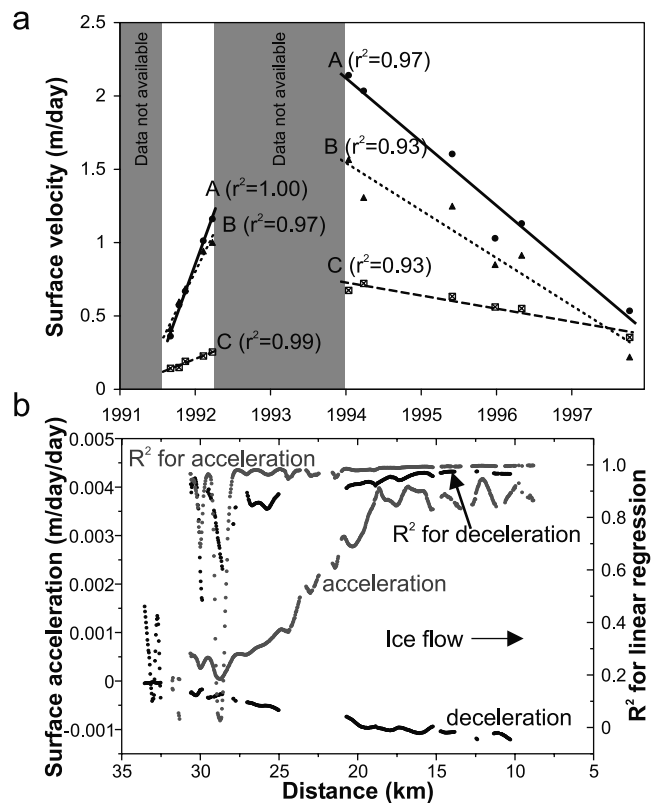 a
2.5
2
1.5
1
0.5
0
Surface velocity (m/day)
Data not available
Data not available
A (r²=0.97)
B (r²=0.93)
C (r²=0.93)
A (r²=1.00)
B (r²=0.97)
C (r²=0.99)
1991 1992 1993 1994 1995 1996 1997
b
0.005
0.004
0.003
0.002
0.001
0
-0.001
Surface acceleration (m/day/day)
R² for acceleration
R² for deceleration
acceleration
Ice flow
deceleration
1.0
0.8
0.6
0.4
0.2
0
R² for linear regression
35 30 25 20 15 10 5
Distance (km)